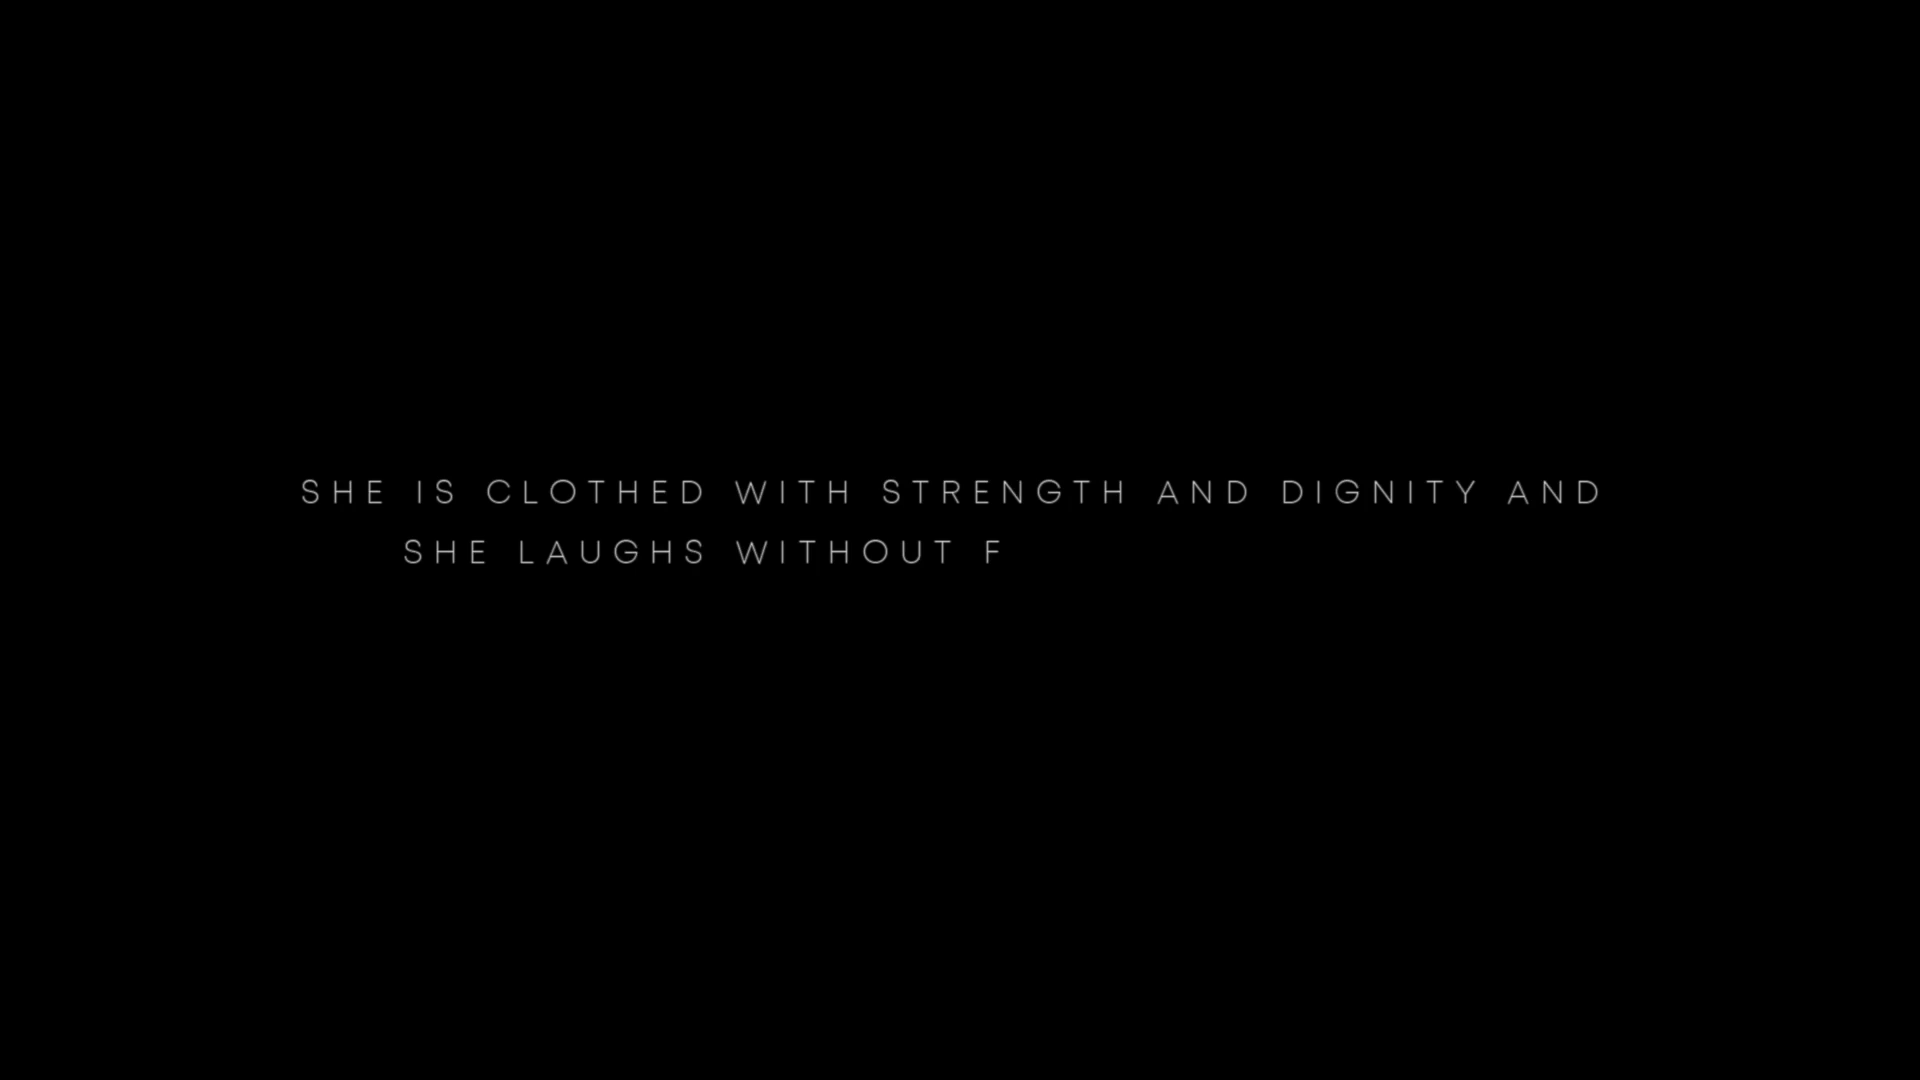 SHE IS CLOTHED WITH STRENGTH AND DIGNITY AND
SHE LAUGHS WITHOUT F